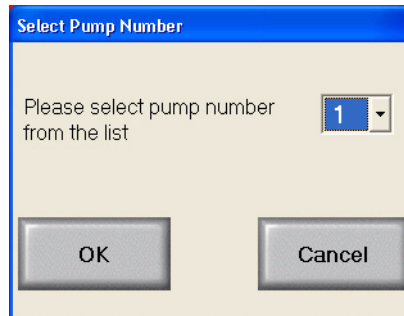 Select Pump Number
Please select pump number
from the list
1
OK
Cancel